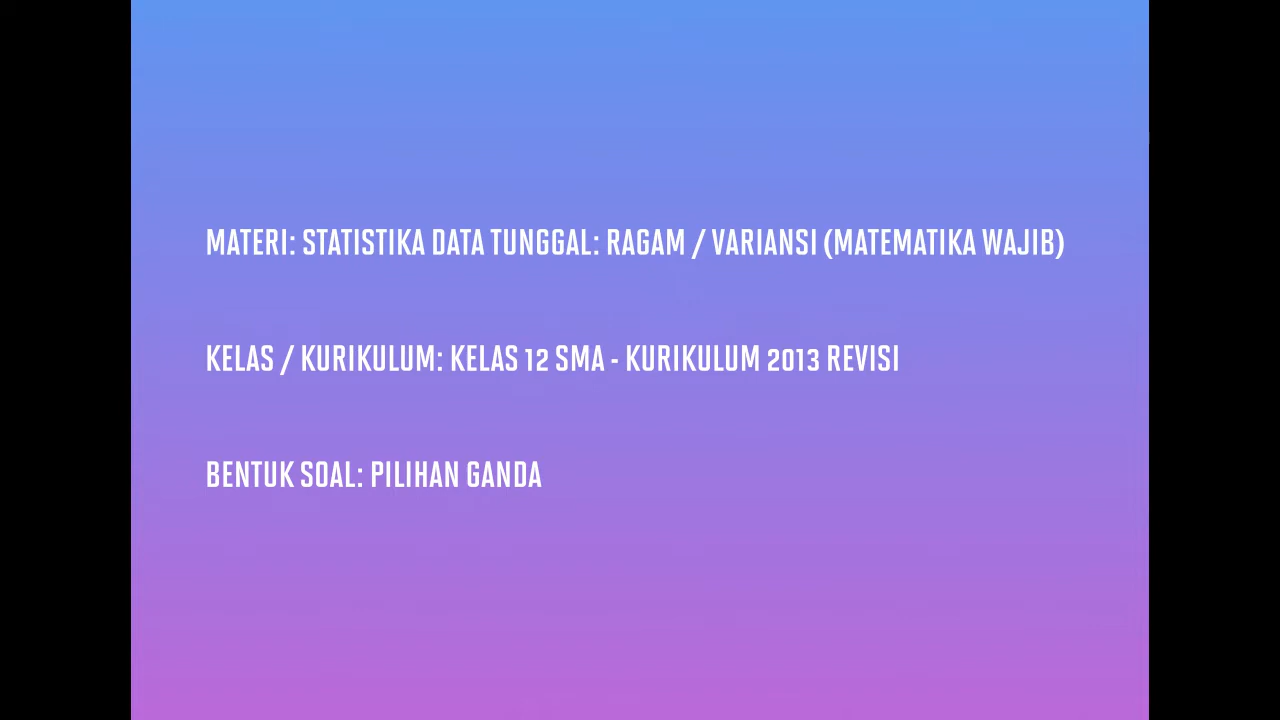 MATERI: STATISTIKA DATA TUNGGAL: RAGAM / VARIANSI (MATEMATIKA WAJIB)
KELAS / KURIKULUM: KELAS 12 SMA - KURIKULUM 2013 REVISI
BENTUK SOAL: PILIHAN GANDA